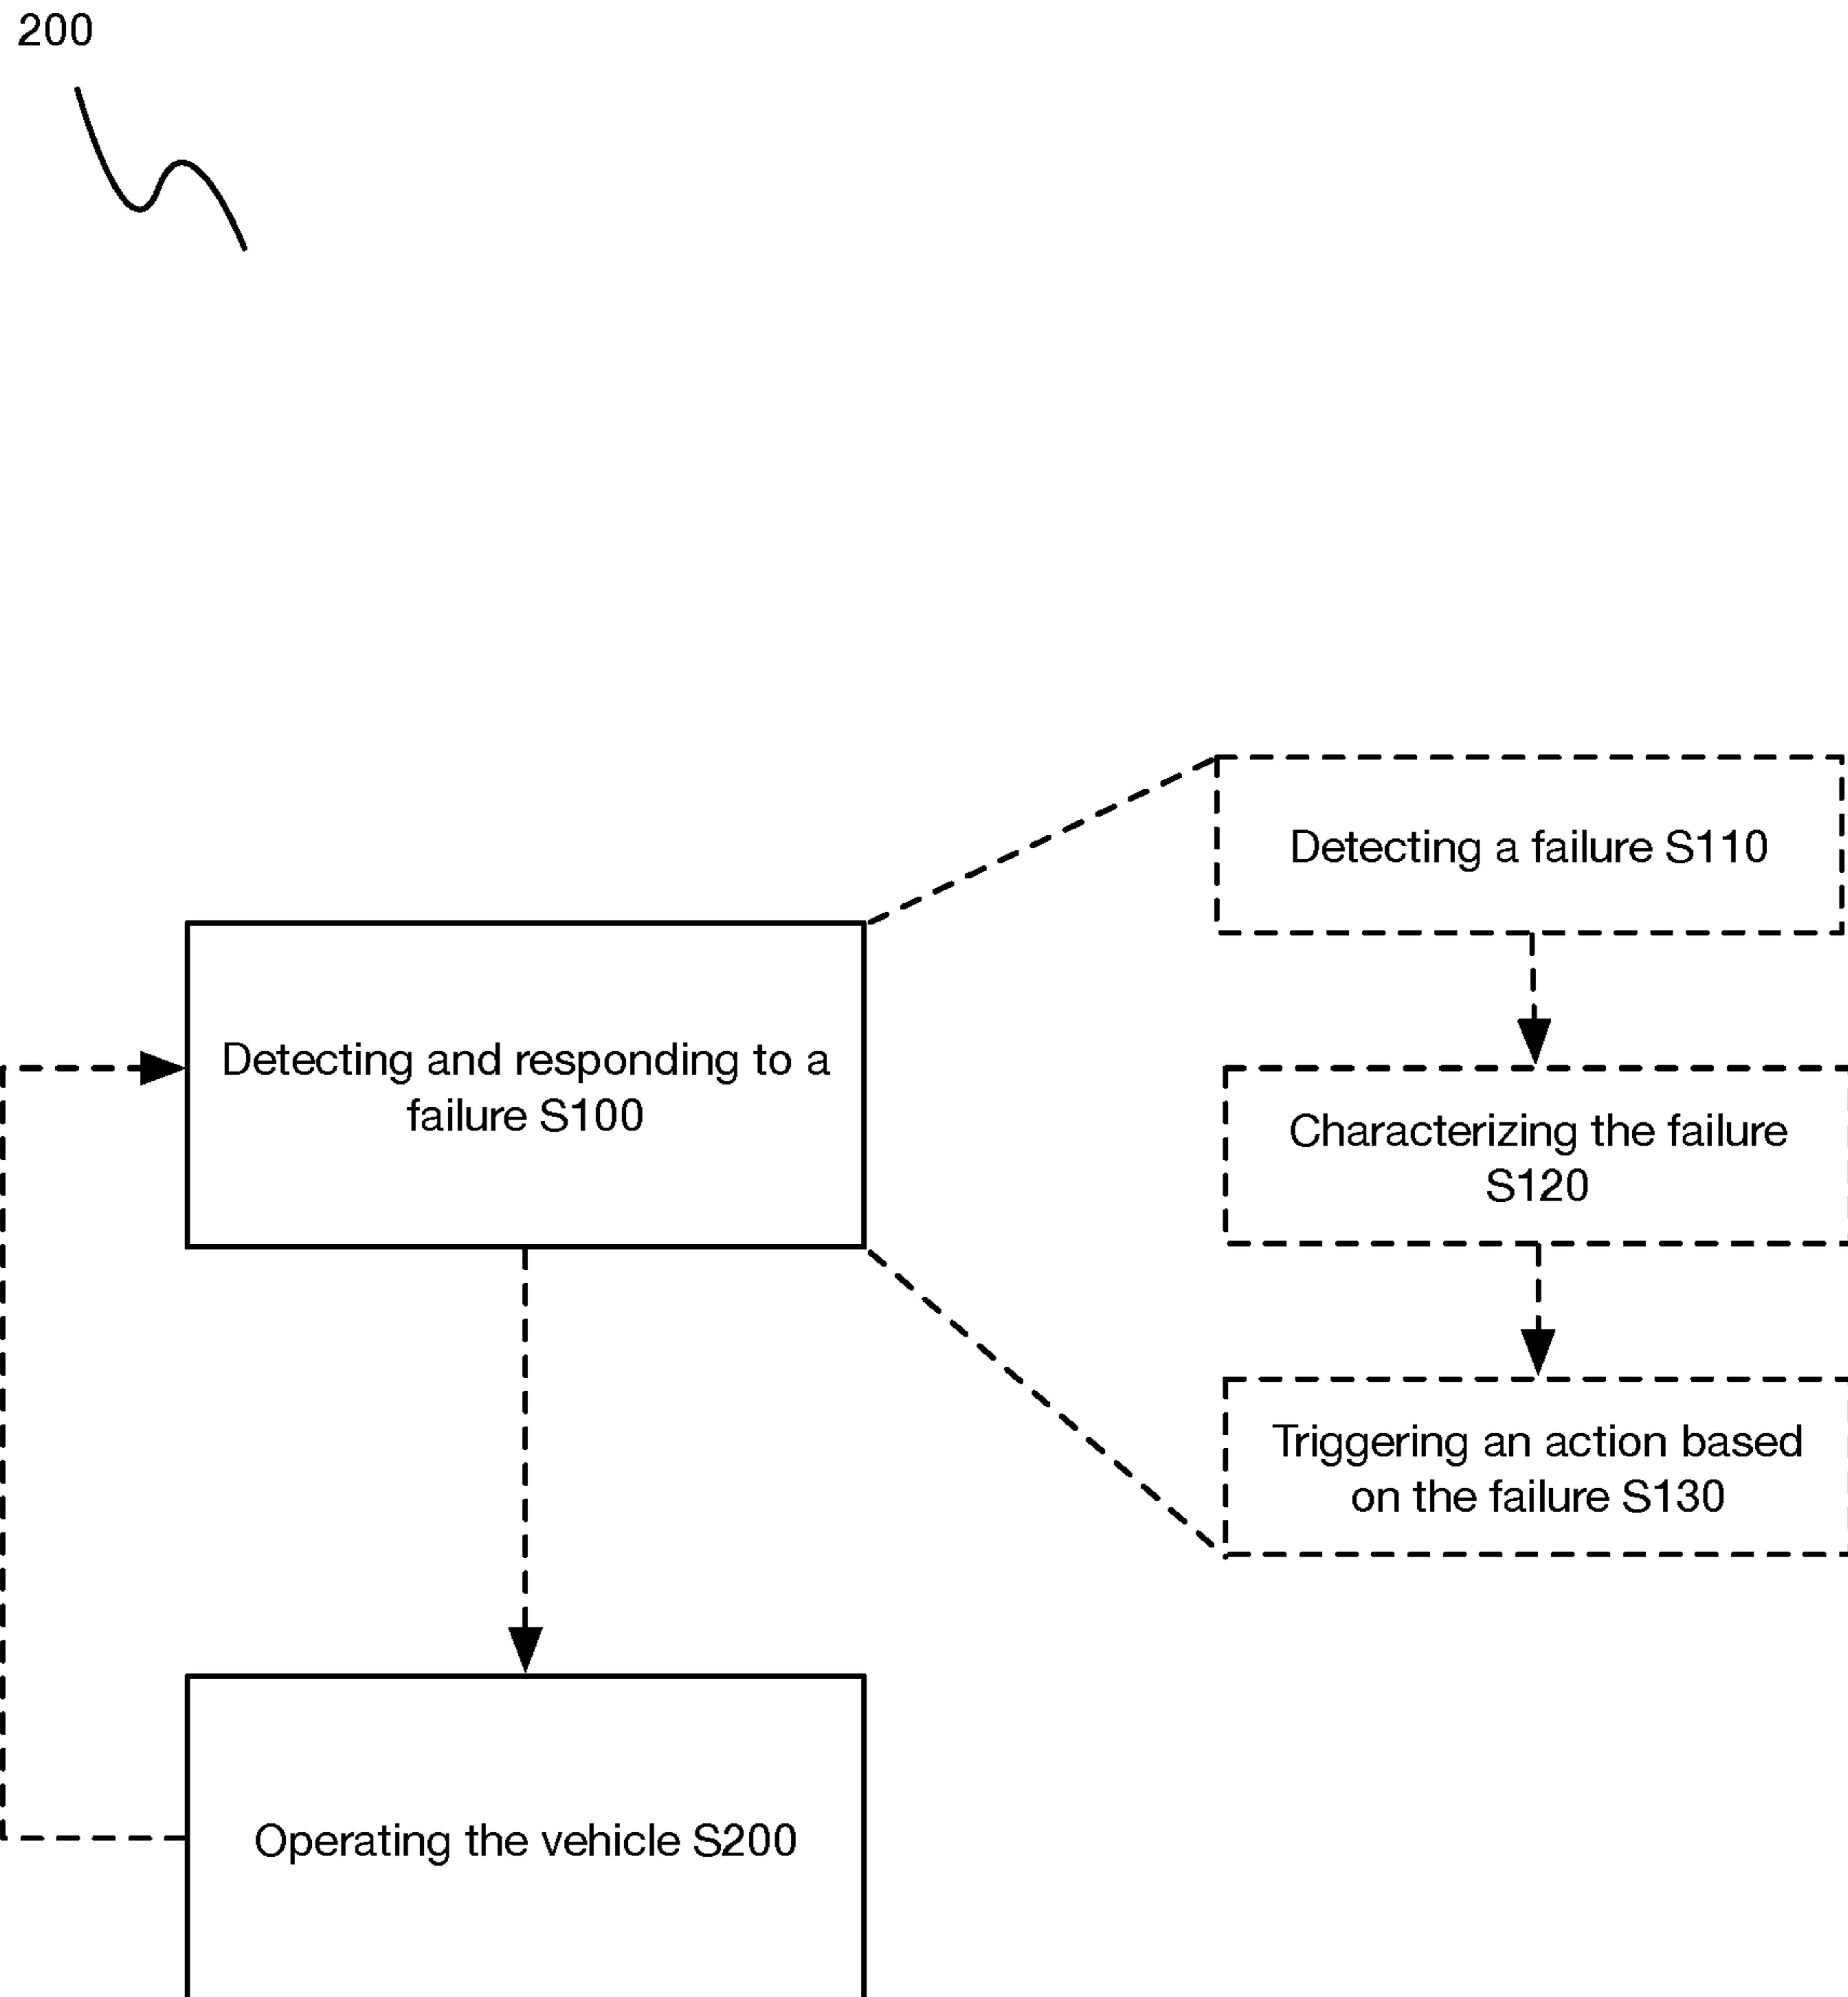 200
Detecting a failure S110
Detecting and responding to a
failure S100
Characterizing the failure
S120
Triggering an action based
on the failure S130
Operating the vehicle S200